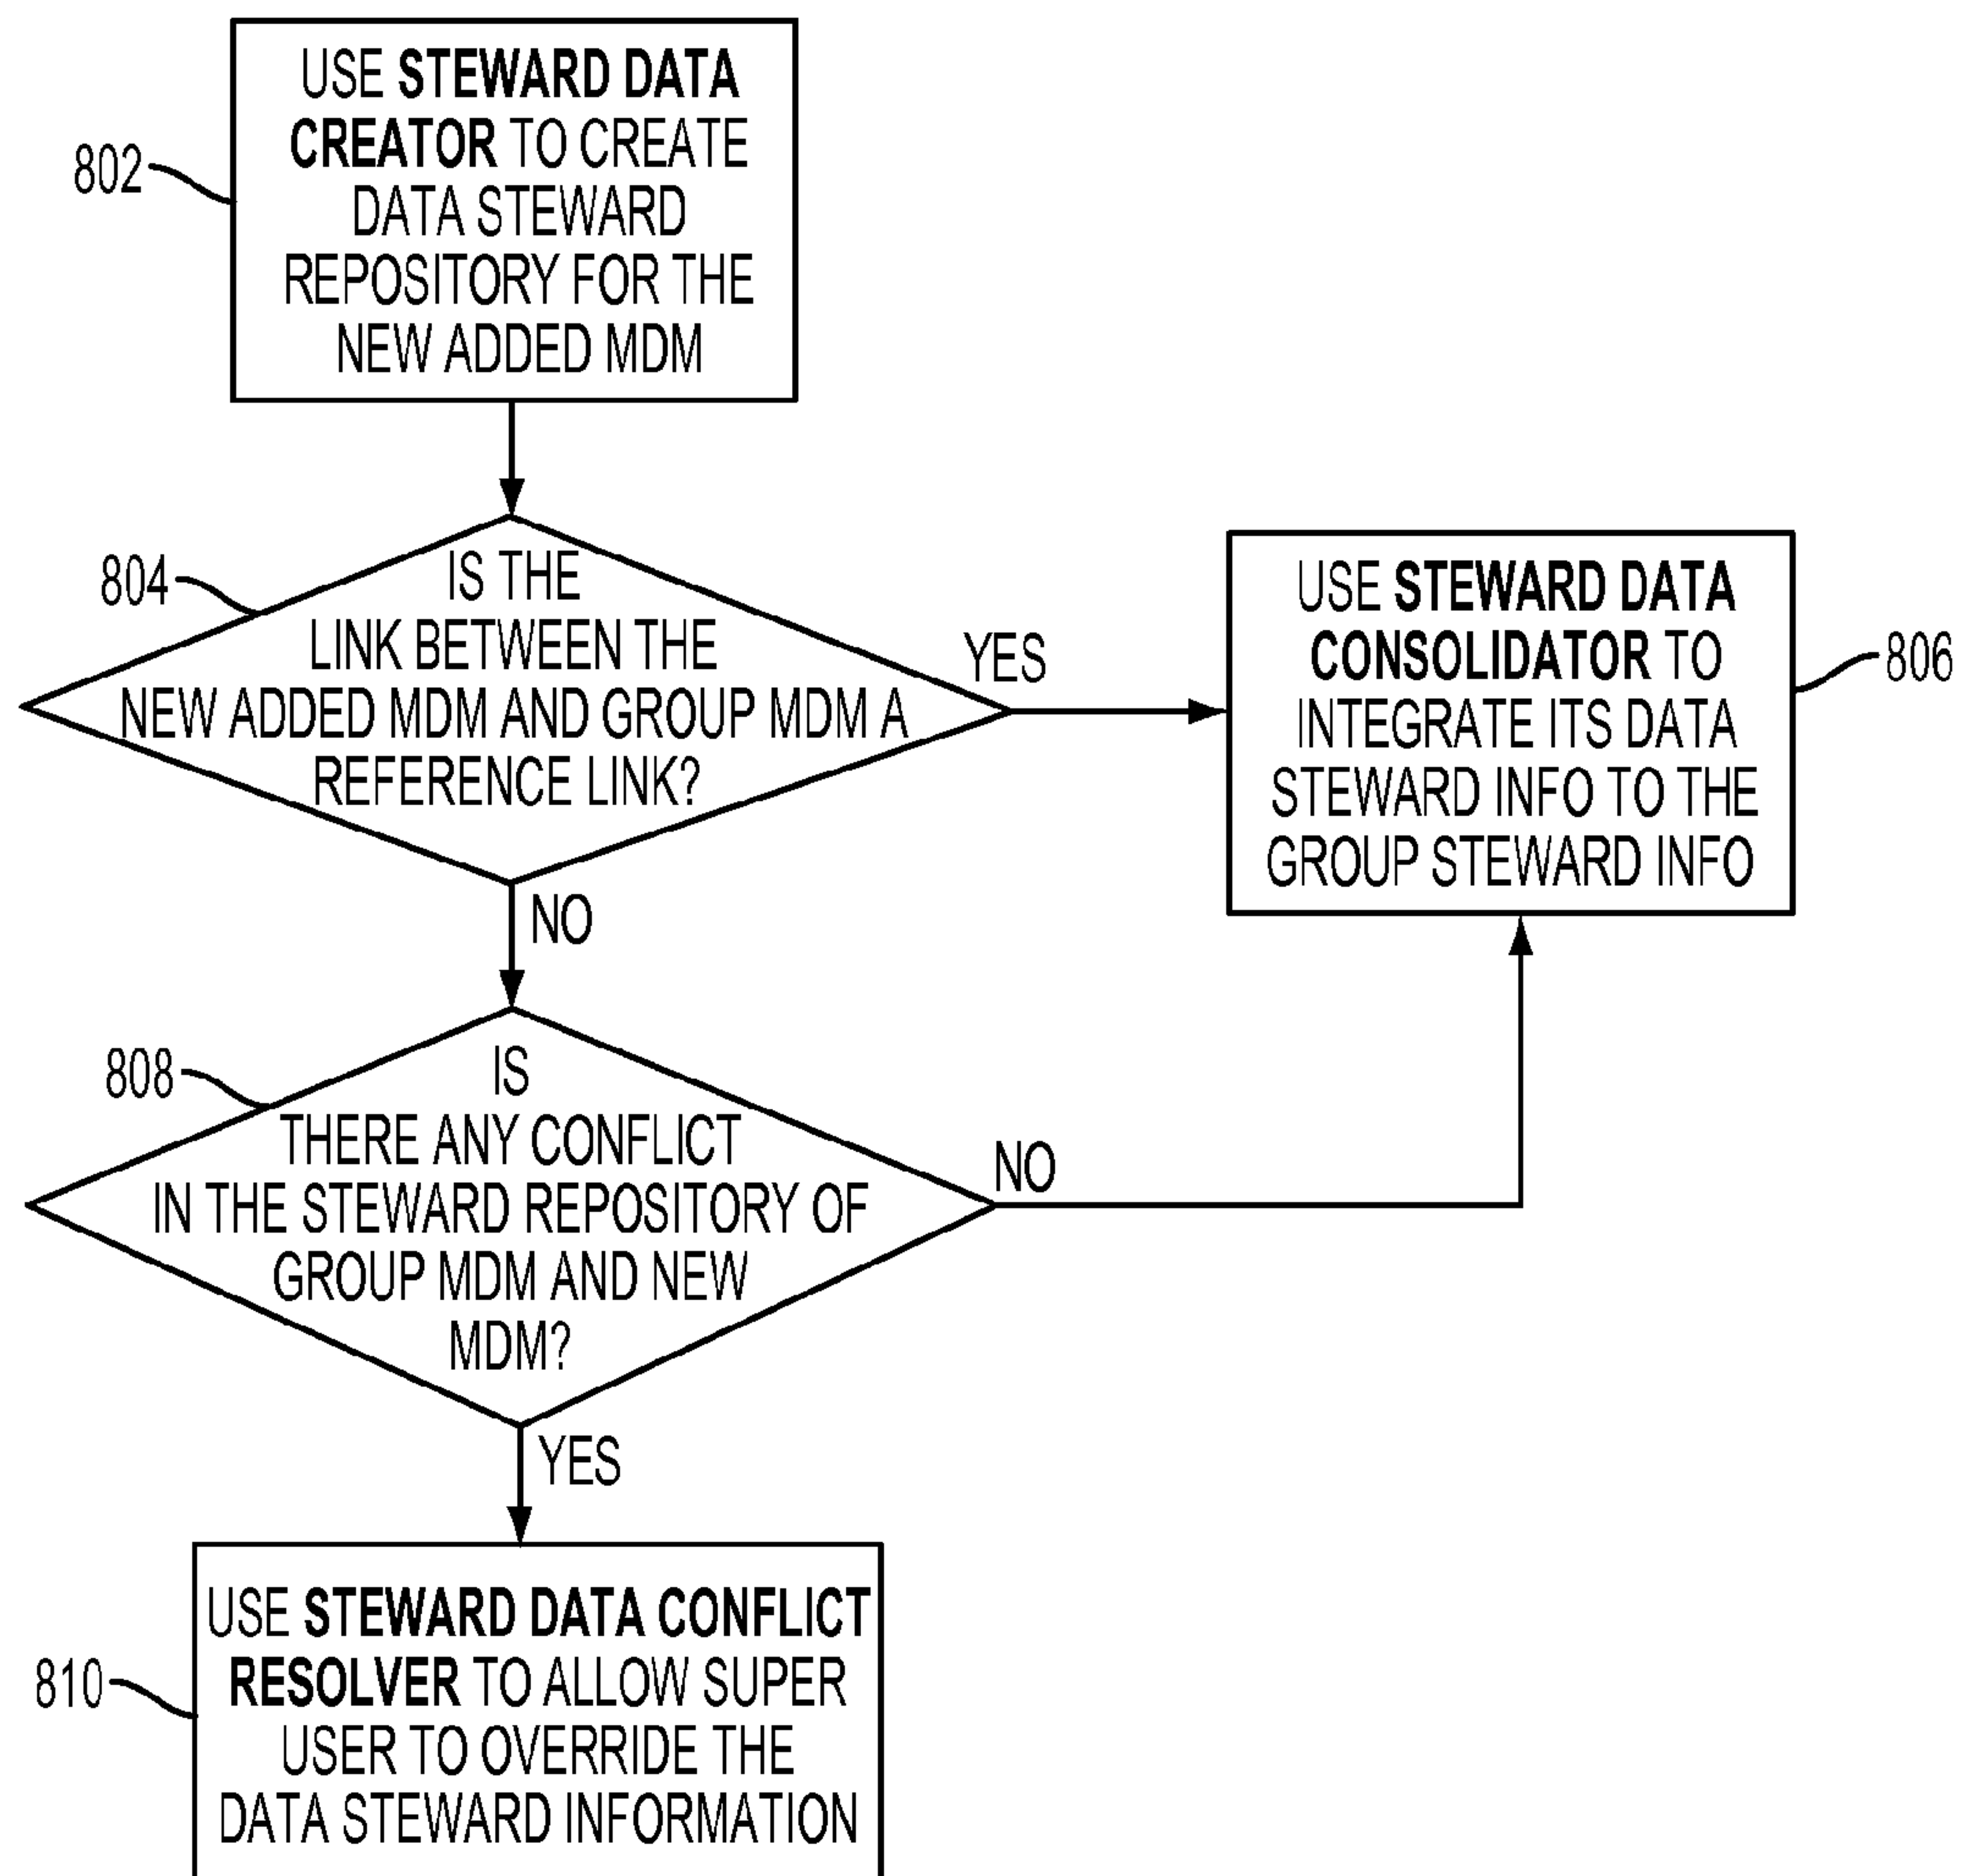 USE STEWARD DATA
CREATOR TO CREATE
DATA STEWARD
REPOSITORY FOR THE
NEW ADDED MDM
802
804
IS THE
LINK BETWEEN THE
NEW ADDED MDM AND GROUP MDM A
REFERENCE LINK?
YES
USE STEWARD DATA
CONSOLIDATOR TO
INTEGRATE ITS DATA
STEWARD INFO TO THE
GROUP STEWARD INFO
806
NO
808
IS
THERE ANY CONFLICT
IN THE STEWARD REPOSITORY OF
GROUP MDM AND NEW
MDM?
NO
YES
USE STEWARD DATA CONFLICT
RESOLVER TO ALLOW SUPER
USER TO OVERRIDE THE
DATA STEWARD INFORMATION
810